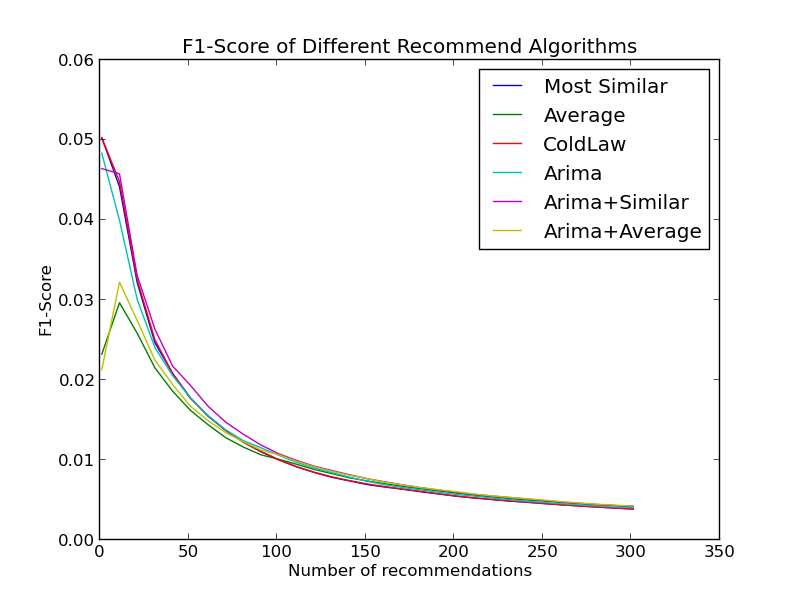 F1-Score of Different Recommend Algorithms
0.06
0.05
0.04
0.03
0.02
0.01
0.00
F1-Score
Most Similar
Average
ColdLaw
Arima
Arima+Similar
Arima+Average
0 50 100 150 200 250 300 350
Number of recommendations